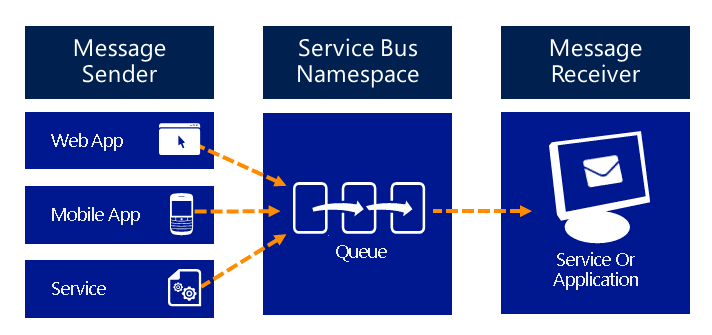 Message
Sender
Service Bus
Namespace
Message
Receiver
Web App
Mobile App
Service
Queue
Service Or
Application